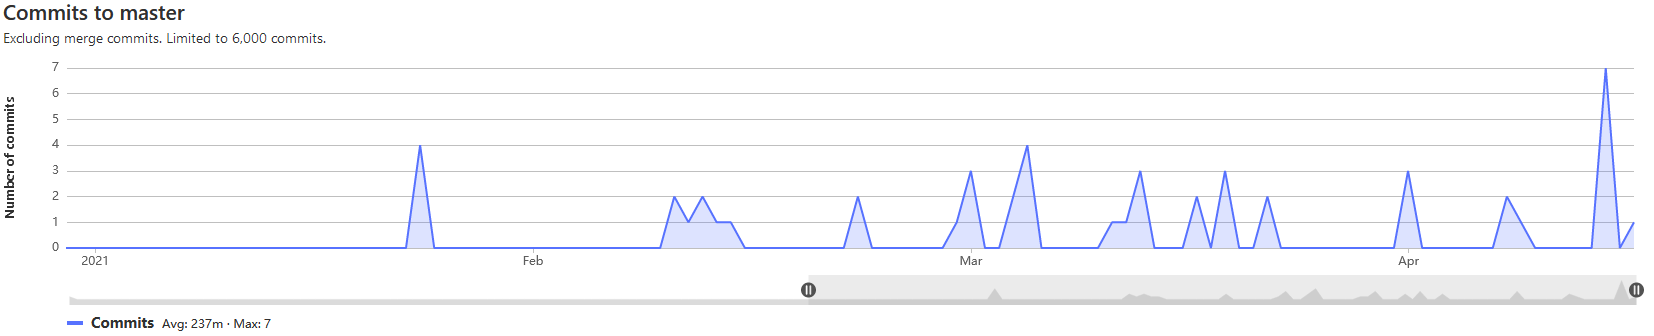 Commits to master
Excluding merge commits. Limited to 6,000 commits.
Number of commits
7
6
5
4
3
2
1
0
2021 Feb Mar Apr
Commits Avg: 237m · Max: 7